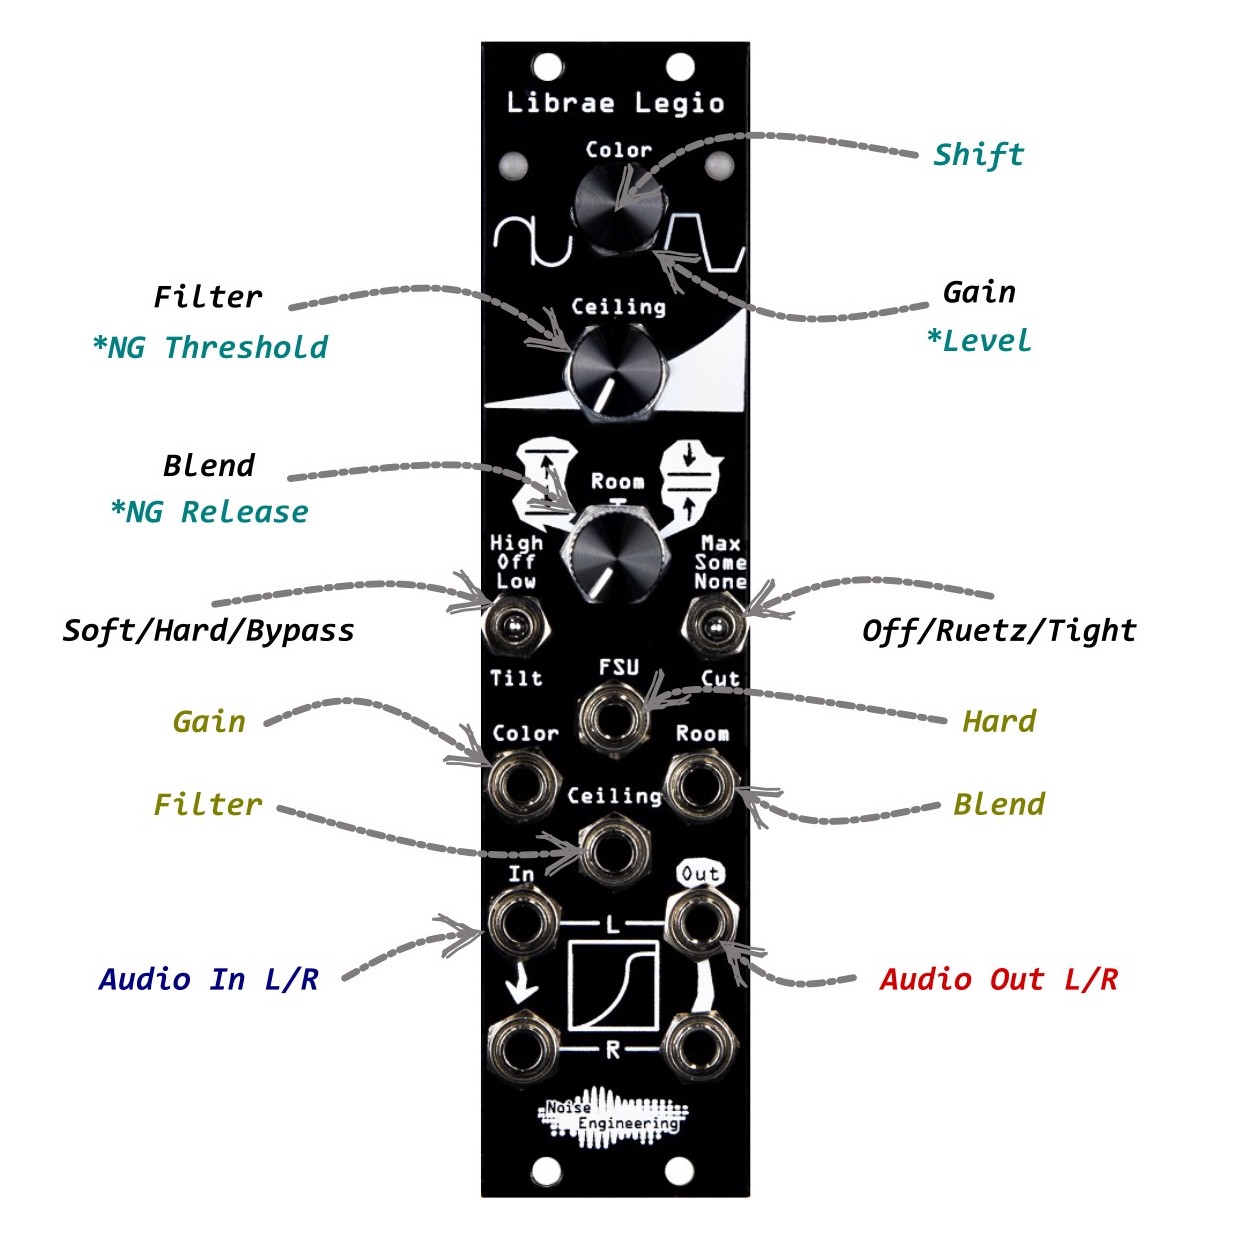 Librae Legio
Color
Shift
Filter
*NG Threshold
Ceiling
Gain
*Level
Blend
*NG Release
Room
High
Off
Low
Max
Some
None
Soft/Hard/Bypass
Off/Ruetz/Tight
Tilt
FSU
Cut
Gain
Hard
Color
Room
Filter
Ceiling
Blend
In
Out
L
Audio In L/R
Audio Out L/R
R
Noise
Engineering